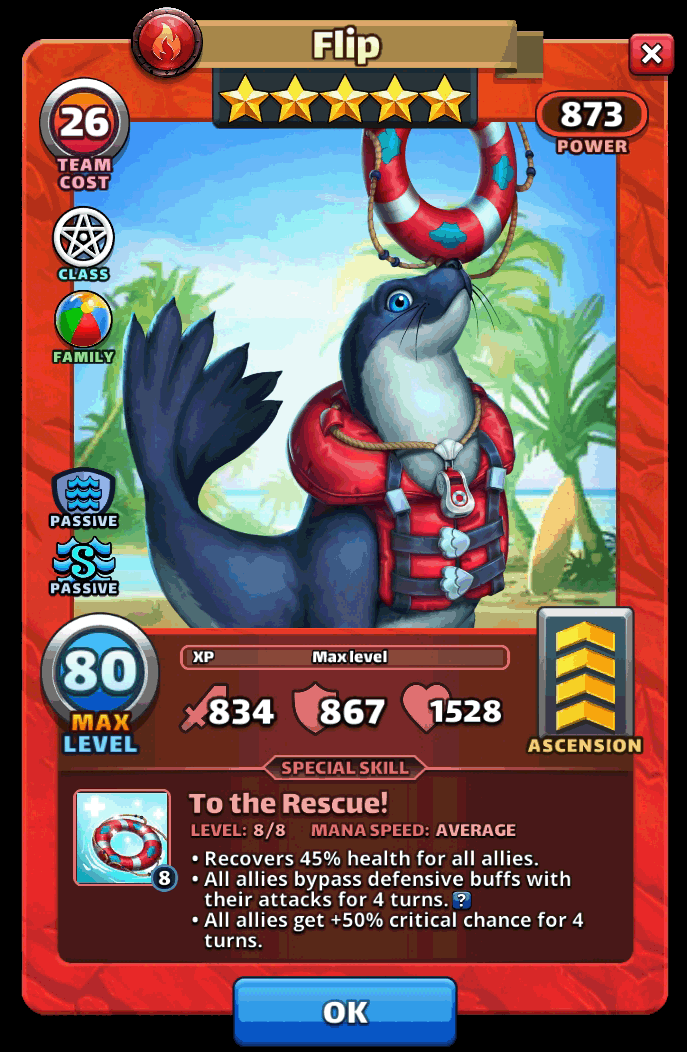 Flip
26
TEAM
COST
873
POWER
CLASS
FAMILY
PASSIVE
S
PASSIVE
80
MAX
LEVEL
XP Max level
834 867 1528
ASCENSION
SPECIAL SKILL
To the Rescue!
LEVEL: 8/8 MANA SPEED: AVERAGE
8
• Recovers 45% health for all allies.
• All allies bypass defensive buffs with
their attacks for 4 turns. ?
• All allies get +50% critical chance for 4
turns.
OK